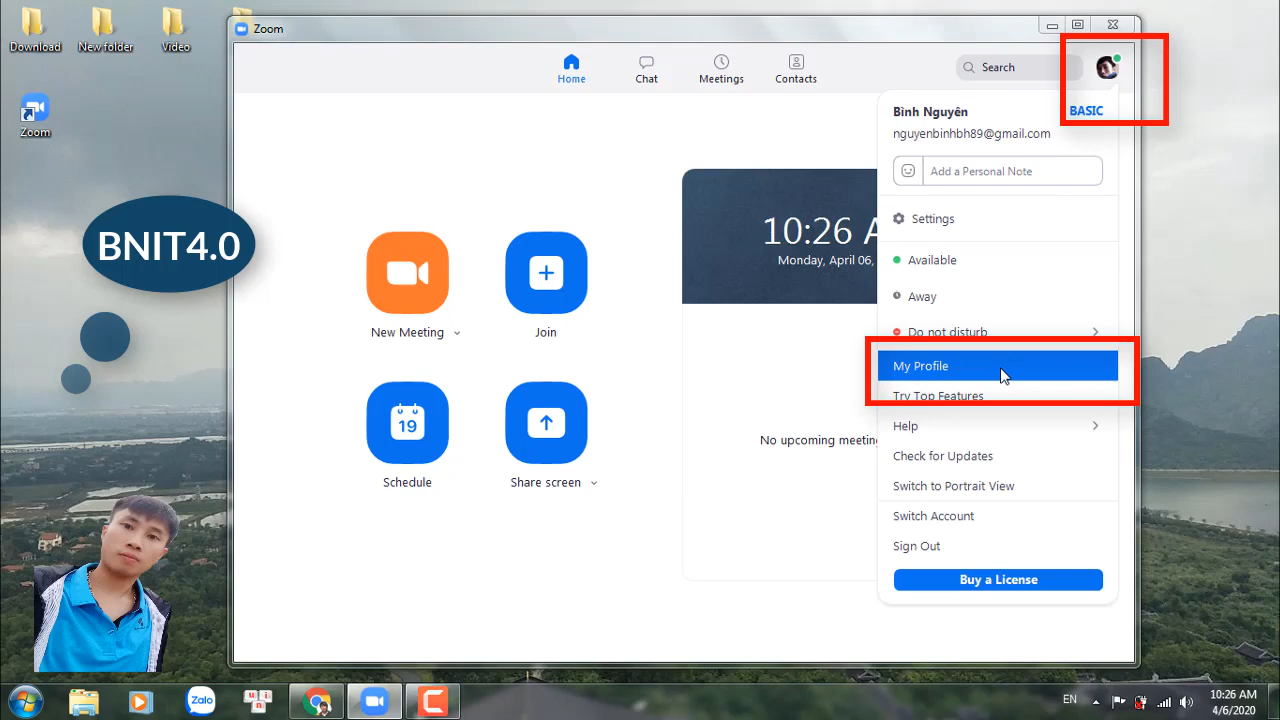 Download
New folder
Video
Zoom
Zoom
Home
Chat
Meetings
Contacts
Search
Bình Nguyên
BASIC
nguyenbinhbh89@gmail.com
Add a Personal Note
Settings
Available
Away
Do not disturb
My Profile
Try Top Features
Help
Check for Updates
Switch to Portrait View
Switch Account
Sign Out
Buy a License
BNIT4.0
10:26 A
Monday, April 06,
New Meeting
Join
19
Schedule
Share screen
No upcoming meeting
Zalo
u i
n
EN
10:26 AM
4/6/2020